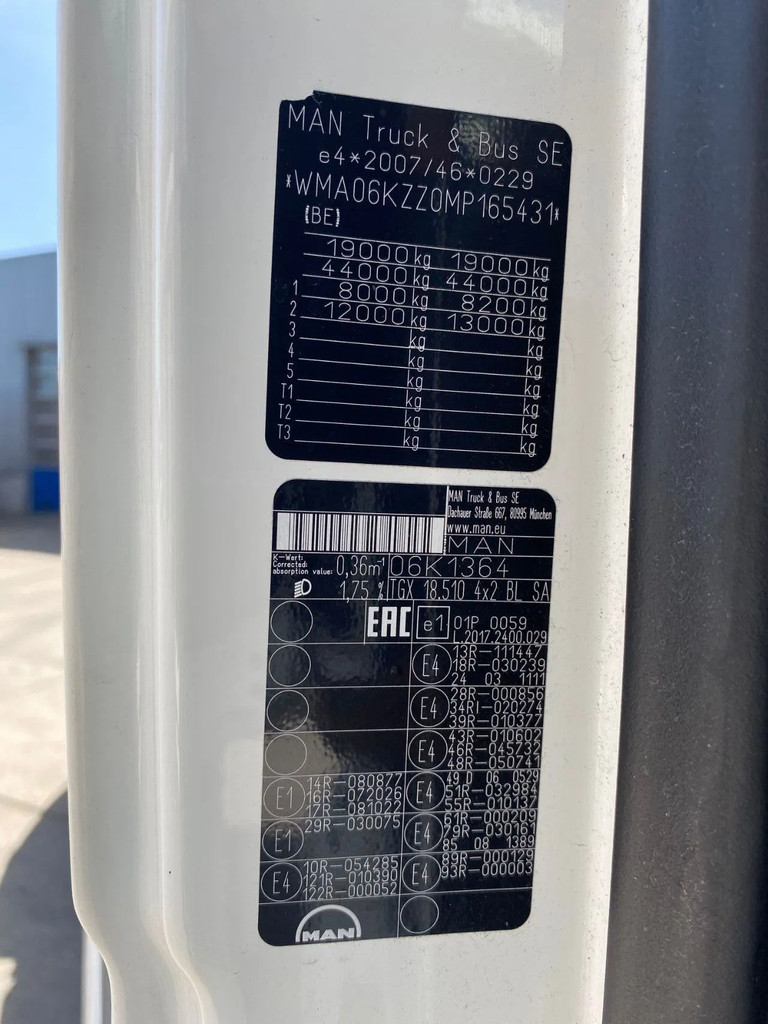 MAN Truck & Bus SE
e4*2007/46*0229
*WMA06KZZ0MP165431*
(BE)
19000 kg 19000 kg
44000 kg 44000 kg
1 8000 kg 8200 kg
2 12000 kg 13000 kg
3 kg kg
4 kg kg
5 kg kg
T1 kg kg
T2 kg kg
T3 kg kg
MAN Truck & Bus SE
Dachauer Straße 667, 80995 München
www.man.eu
MAN
K-Wert:
Corrected
absorption value: 0,36m⁻¹ 06K1364
1,75 % TGX 18.510 4x2 BL SA
EAC e1 01P 0059
L.2017.2400.029
E4 13R-111447
18R-030239
24 03 1111
E4 28R-000856
34RI-020274
39R-010377
E4 43R-010602
46R-045732
48R-050741
E1 14R-080877
16R-072026
17R-081022
E4 49 D 06 0529
51R-032984
55R-010137
E1 29R-030075
E4 61R-000209
79R-030161
85 08 1389
E4 10R-054285
121R-010390
122R-000052
E4 89R-000129
93R-000003
MAN